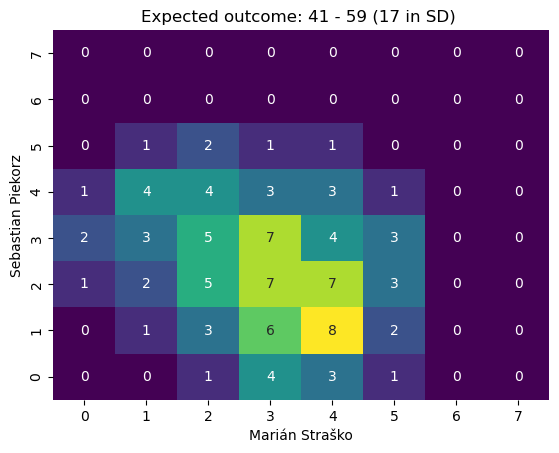 Expected outcome: 41 - 59 (17 in SD)
7 0 0 0 0 0 0 0 0
6 0 0 0 0 0 0 0 0
5 0 1 2 1 1 0 0 0
4 1 4 4 3 3 1 0 0
3 2 3 5 7 4 3 0 0
2 1 2 5 7 7 3 0 0
1 0 1 3 6 8 2 0 0
0 0 0 1 4 3 1 0 0
0 1 2 3 4 5 6 7
Sebastian Piekorz
Marián Straško